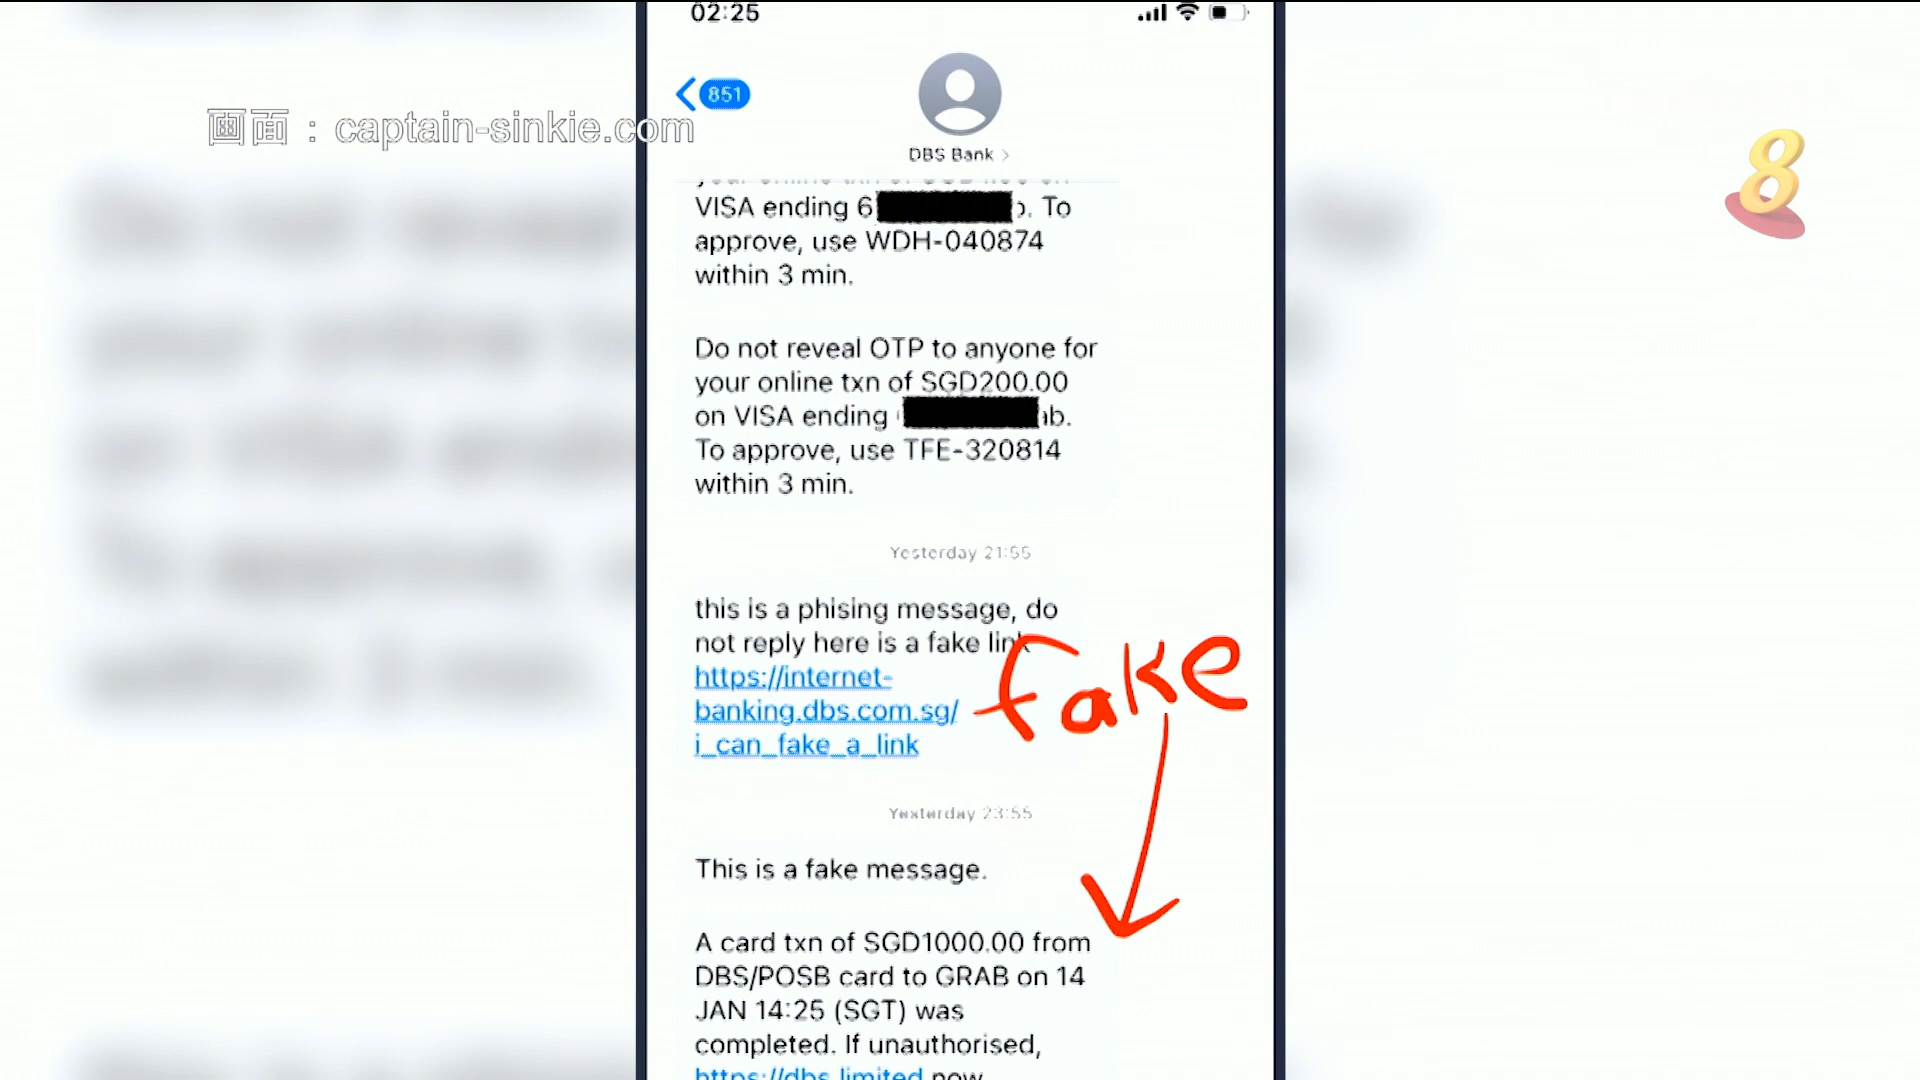 02:25
851
画面：captain-sinkie.com
8
DBS Bank
VISA ending 6 . To
approve, use WDH-040874
within 3 min.
Do not reveal OTP to anyone for
your online txn of SGD200.00
on VISA ending
To approve, use TFE-320814
within 3 min.
Yesterday 21:55
this is a phising message, do
not reply here is a fake link
https://internet-
banking.dbs.com.sg/
i_can_fake_a_link
fake
Yesterday 23:55
This is a fake message.
A card txn of SGD1000.00 from
DBS/POSB card to GRAB on 14
JAN 14:25 (SGT) was
completed. If unauthorised,
https://dbs.limited now